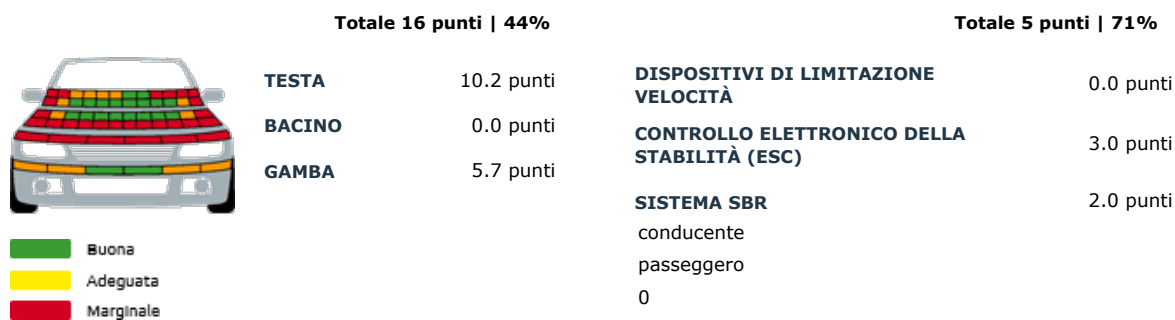 Totale 16 punti | 44%
TESTA 10.2 punti
BACINO 0.0 punti
GAMBA 5.7 punti
Buona
Adeguata
Marginale
Totale 5 punti | 71%
DISPOSITIVI DI LIMITAZIONE
VELOCITÀ 0.0 punti
CONTROLLO ELETTRONICO DELLA
STABILITÀ (ESC) 3.0 punti
SISTEMA SBR 2.0 punti
conducente
passeggero
0